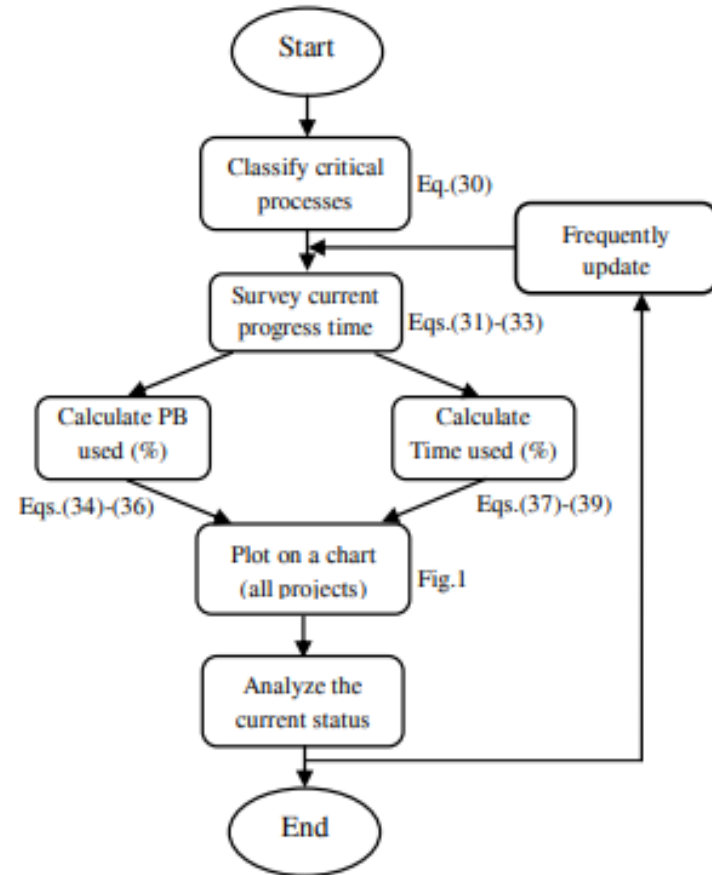 Start
Classify critical
processes
Eq.(30)
Frequently
update
Survey current
progress time
Eqs.(31)-(33)
Calculate PB
used (%)
Calculate
Time used (%)
Eqs.(34)-(36)
Eqs.(37)-(39)
Plot on a chart
(all projects)
Fig.1
Analyze the
current status
End